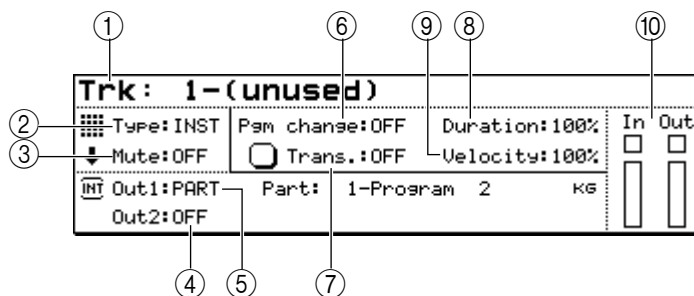 ① ⑥ ⑨ ⑧ ⑩
Trk: 1-(unused)
② Type:INST Pgm change:OFF Duration:100% In Out
③ Mute:OFF Trans.:OFF Velocity:100%
INT Out1:PART Part: 1-Program 2 KG
Out2:OFF
④ ⑤ ⑦